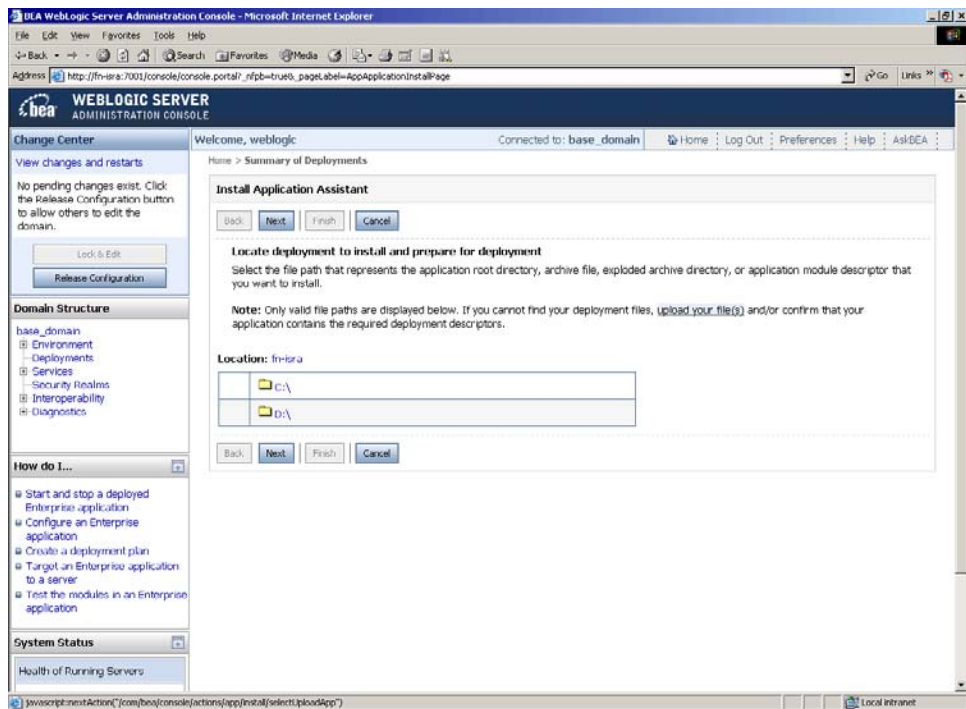 BEA WebLogic Server Administration Console - Microsoft Internet Explorer
File Edit View Favorites Tools Help
Back Search Favorites Media
Address http://fn-isra:7001/console/console.portal?_nfpb=true&_pageLabel=AppApplicationInstallPage Go Links »
bea WEBLOGIC SERVER
ADMINISTRATION CONSOLE
Change Center
View changes and restarts
No pending changes exist. Click
the Release Configuration button
to allow others to edit the
domain.
Lock & Edit
Release Configuration
Domain Structure
base_domain
Environment
Deployments
Services
Security Realms
Interoperability
Diagnostics
How do I...
Start and stop a deployed
Enterprise application
Configure an Enterprise
application
Create a deployment plan
Target an Enterprise application
to a server
Test the modules in an Enterprise
application
System Status
Health of Running Servers
Welcome, weblogic Connected to: base_domain Home Log Out Preferences Help AskBEA
Home > Summary of Deployments
Install Application Assistant
Back Next Finish Cancel
Locate deployment to install and prepare for deployment
Select the file path that represents the application root directory, archive file, exploded archive directory, or application module descriptor that
you want to install.
Note: Only valid file paths are displayed below. If you cannot find your deployment files, upload your file(s) and/or confirm that your
application contains the required deployment descriptors.
Location: fn-isra
C:\
D:\
Back Next Finish Cancel
javascript:nextAction("/com/bea/console/actions/app/install/selectUploadApp") Local intranet